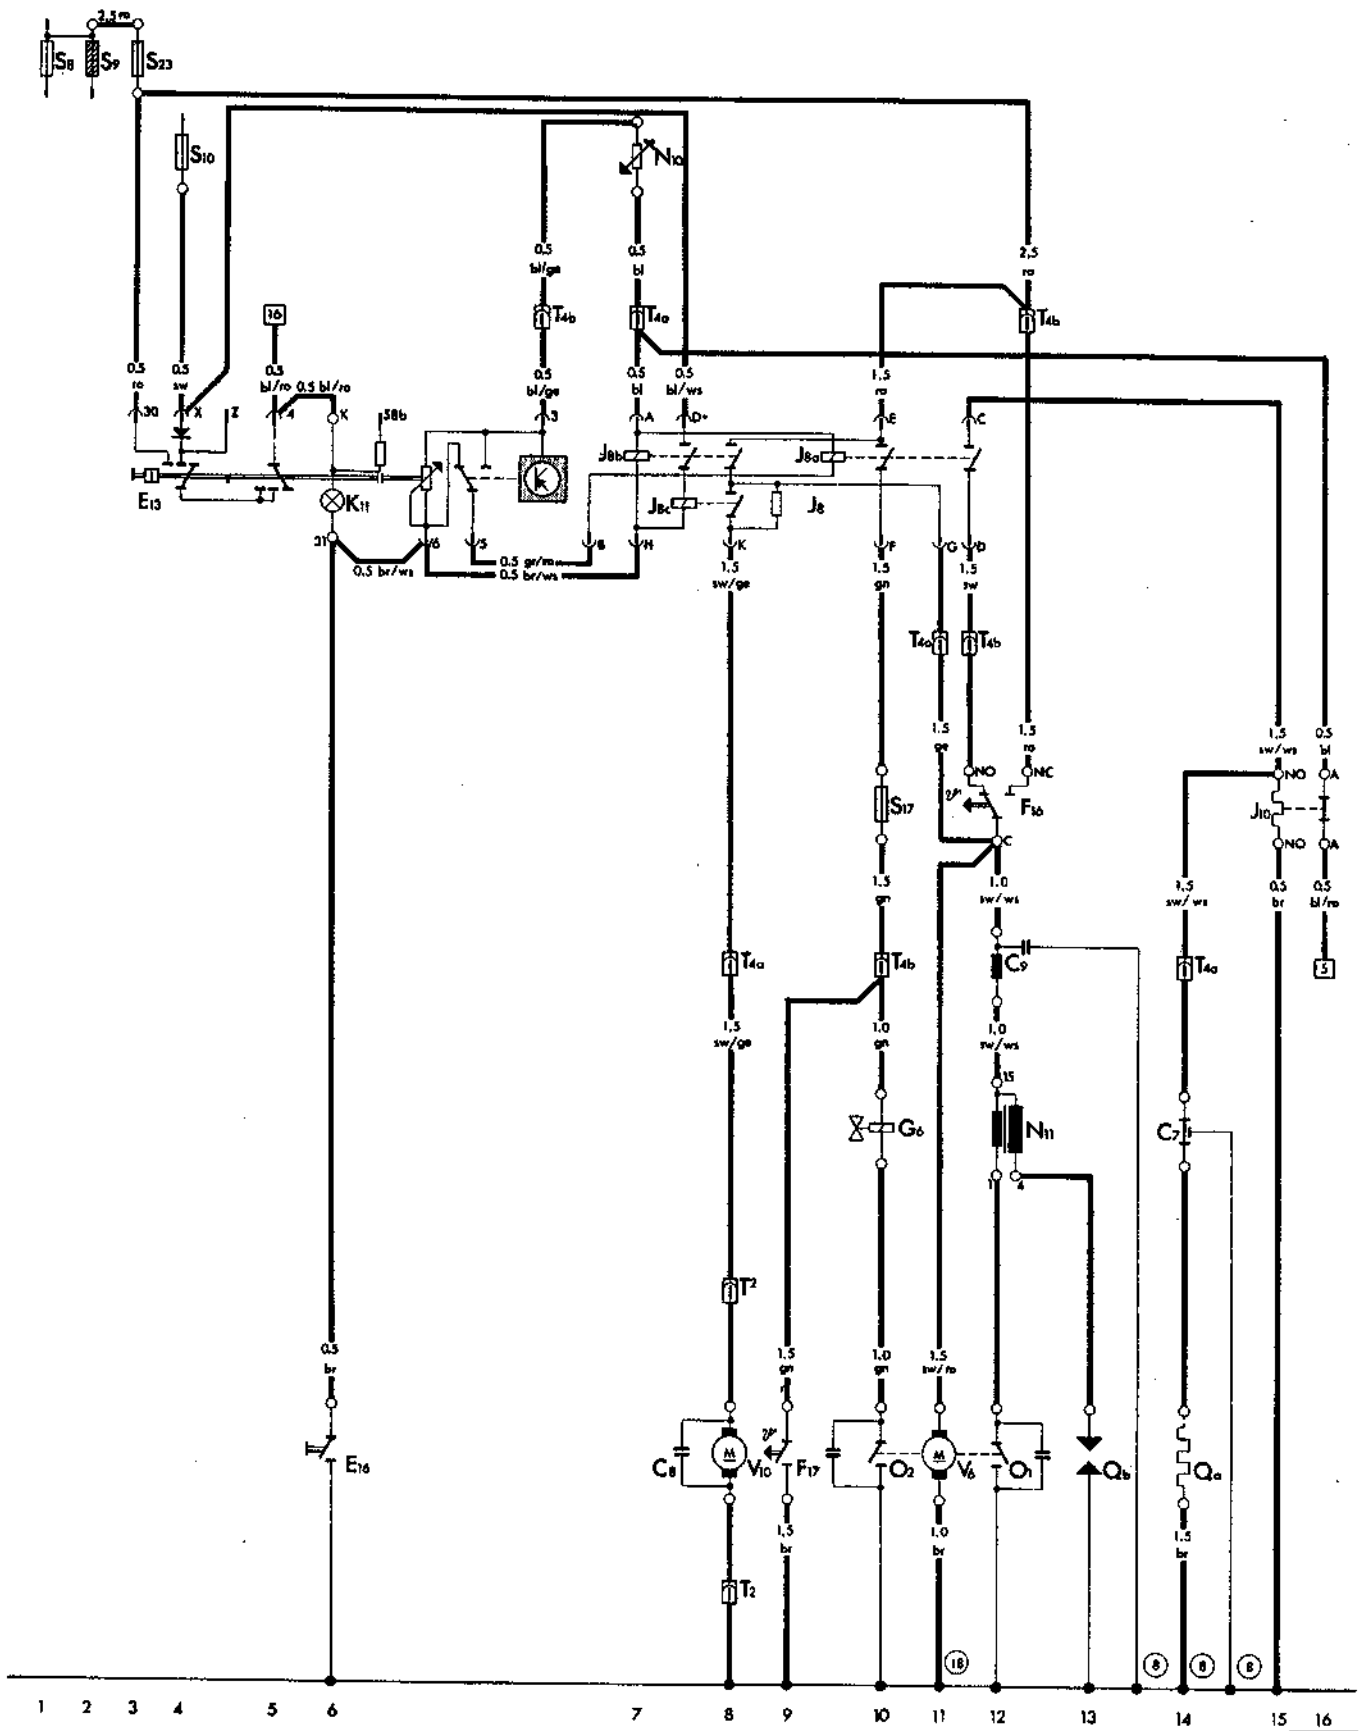 2,5 ro
S8 S9 S23
S10
N10
0.5 bl/ge
0.5 bl
2,5 ro
16
T4b
T4a
T4b
0.5 ro
0.5 sw
0.5 bl/ro
0.5 bl/ro
0.5 bl/ge
0.5 bl
0.5 bl/ws
1.5 ro
30 X Z 4 K 58b 3 A D+ E C
J8b J8a
E13 K11 J8c J8
31 6 5 B H K F G D
0.5 br/ws
0.5 gr/ro
0.5 br/ws
1.5 sw/ge
1.5 gn
1.5 sw
T4a T4b
1.5 ge
1.5 ro
1.5 sw/ws
0.5 bl
NO NC NO A
S17 F16 J10
C NO A
1.5 gn
1.0 sw/ws
1.5 sw/ws
0.5 br
0.5 bl/ro
T4a T4b C9 T4a 5
1,5 sw/ge
1.0 gn
1.0 sw/ws
15
G6 N11 C7
1 4
T2
0.5 br
1.5 gn
1.0 gn
1.5 sw/ro
E16 C8 M V10 F17 O2 M V6 O1 Qb Qa
1,5 br
1.0 br
1.5 br
T2
18 8 8 8
1 2 3 4 5 6 7 8 9 10 11 12 13 14 15 16